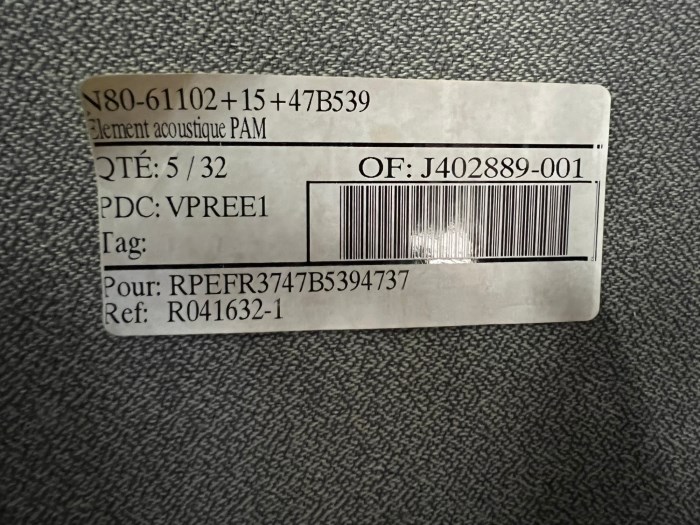 N80-61102+15+47B539
Élement acoustique PAM
QTÉ: 5 / 32 OF: J402889-001
PDC: VPREE1
Tag:
Pour: RPEFR3747B5394737
Ref: R041632-1